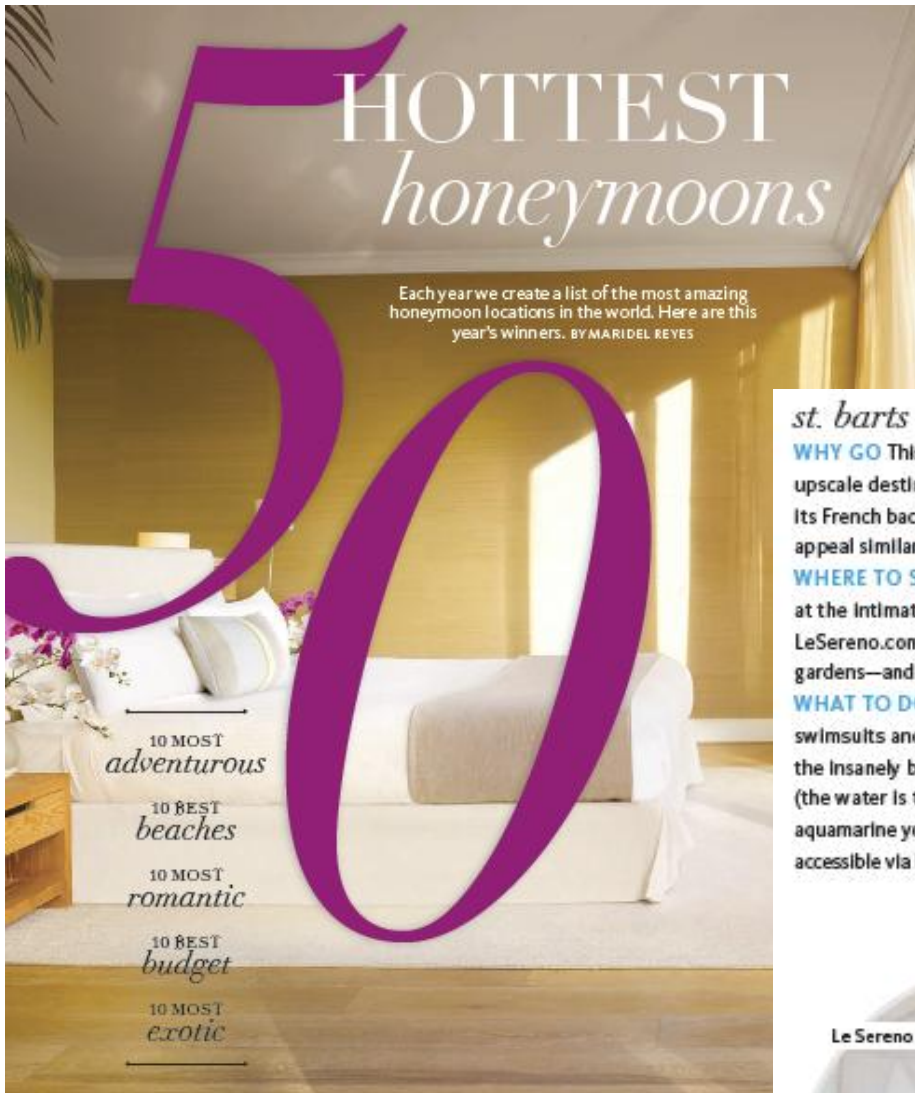 50
HOTTEST
honeymoons
Each year we create a list of the most amazing
honeymoon locations in the world. Here are this
year's winners. BY MARIDEL REYES
10 MOST
adventurous
10 BEST
beaches
10 MOST
romantic
10 BEST
budget
10 MOST
exotic
st. barts
WHY GO
upscale
Its French
appeal
WHERE TO
at the
LeSereno.com
gardens—and
WHAT TO
swimsuits
the insanely
(the water is
aquamarine
accessible via
Le Sereno